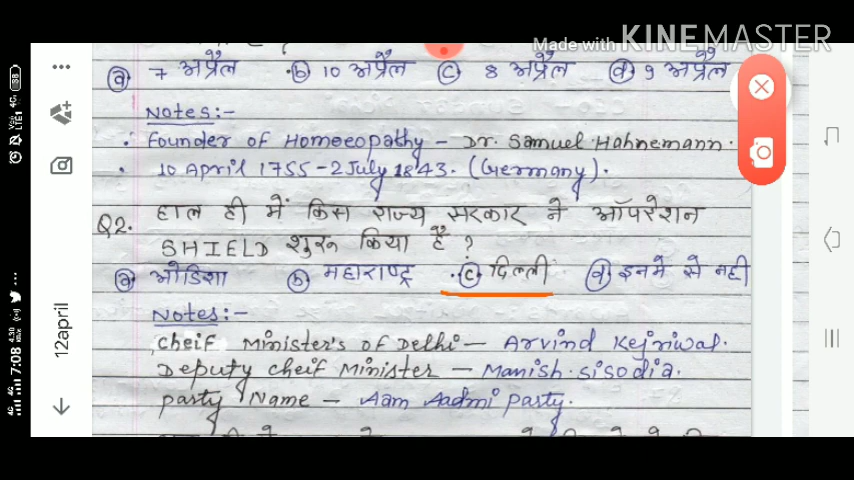 Made with KINEMASTER
(a) 7 अप्रैल .(b) 10 अप्रैल (c) 8 अप्रैल (d) 9 अप्रैल
Notes:-
Founder of Homoeopathy - Dr. Samuel Hahnemann.
10 April 1755 - 2 July 1843. (Germany).
Q2. हाल ही में किस राज्य सरकार ने ऑपरेशन
SHIELD शुरू किया है ?
(a) ओडिशा (b) महाराष्ट्र .(c) दिल्ली (d) इनमे से नही
Notes:-
Cheif Minister's of Delhi - Arvind Kejriwal.
Deputy cheif Minister - Manish Sisodia.
Party Name - Aam Aadmi Party.
12april
7:08